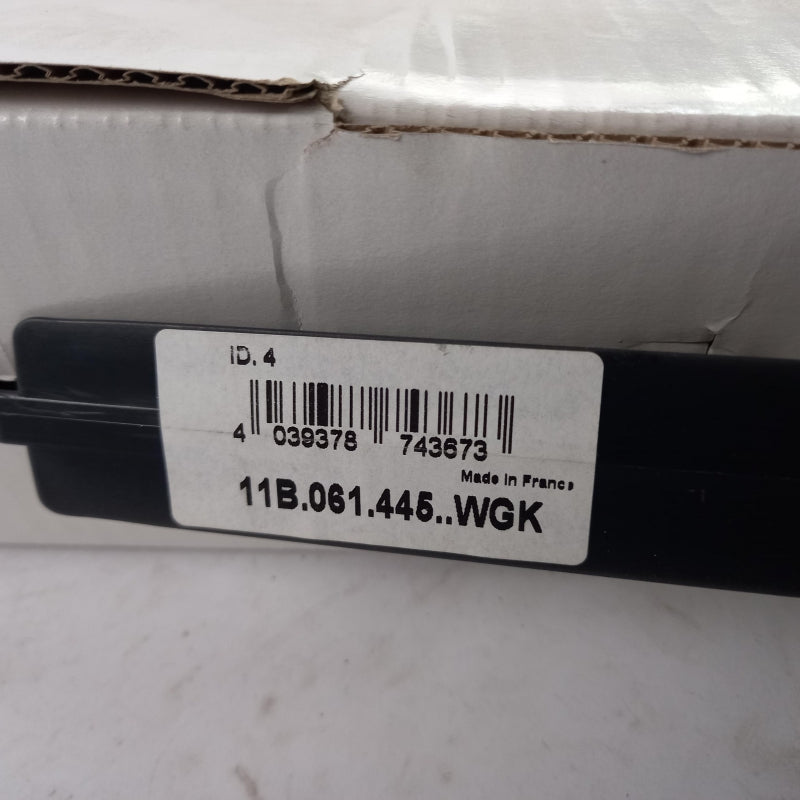 ID. 4
4 039378 743673
Made in France
11B.061.445..WGK